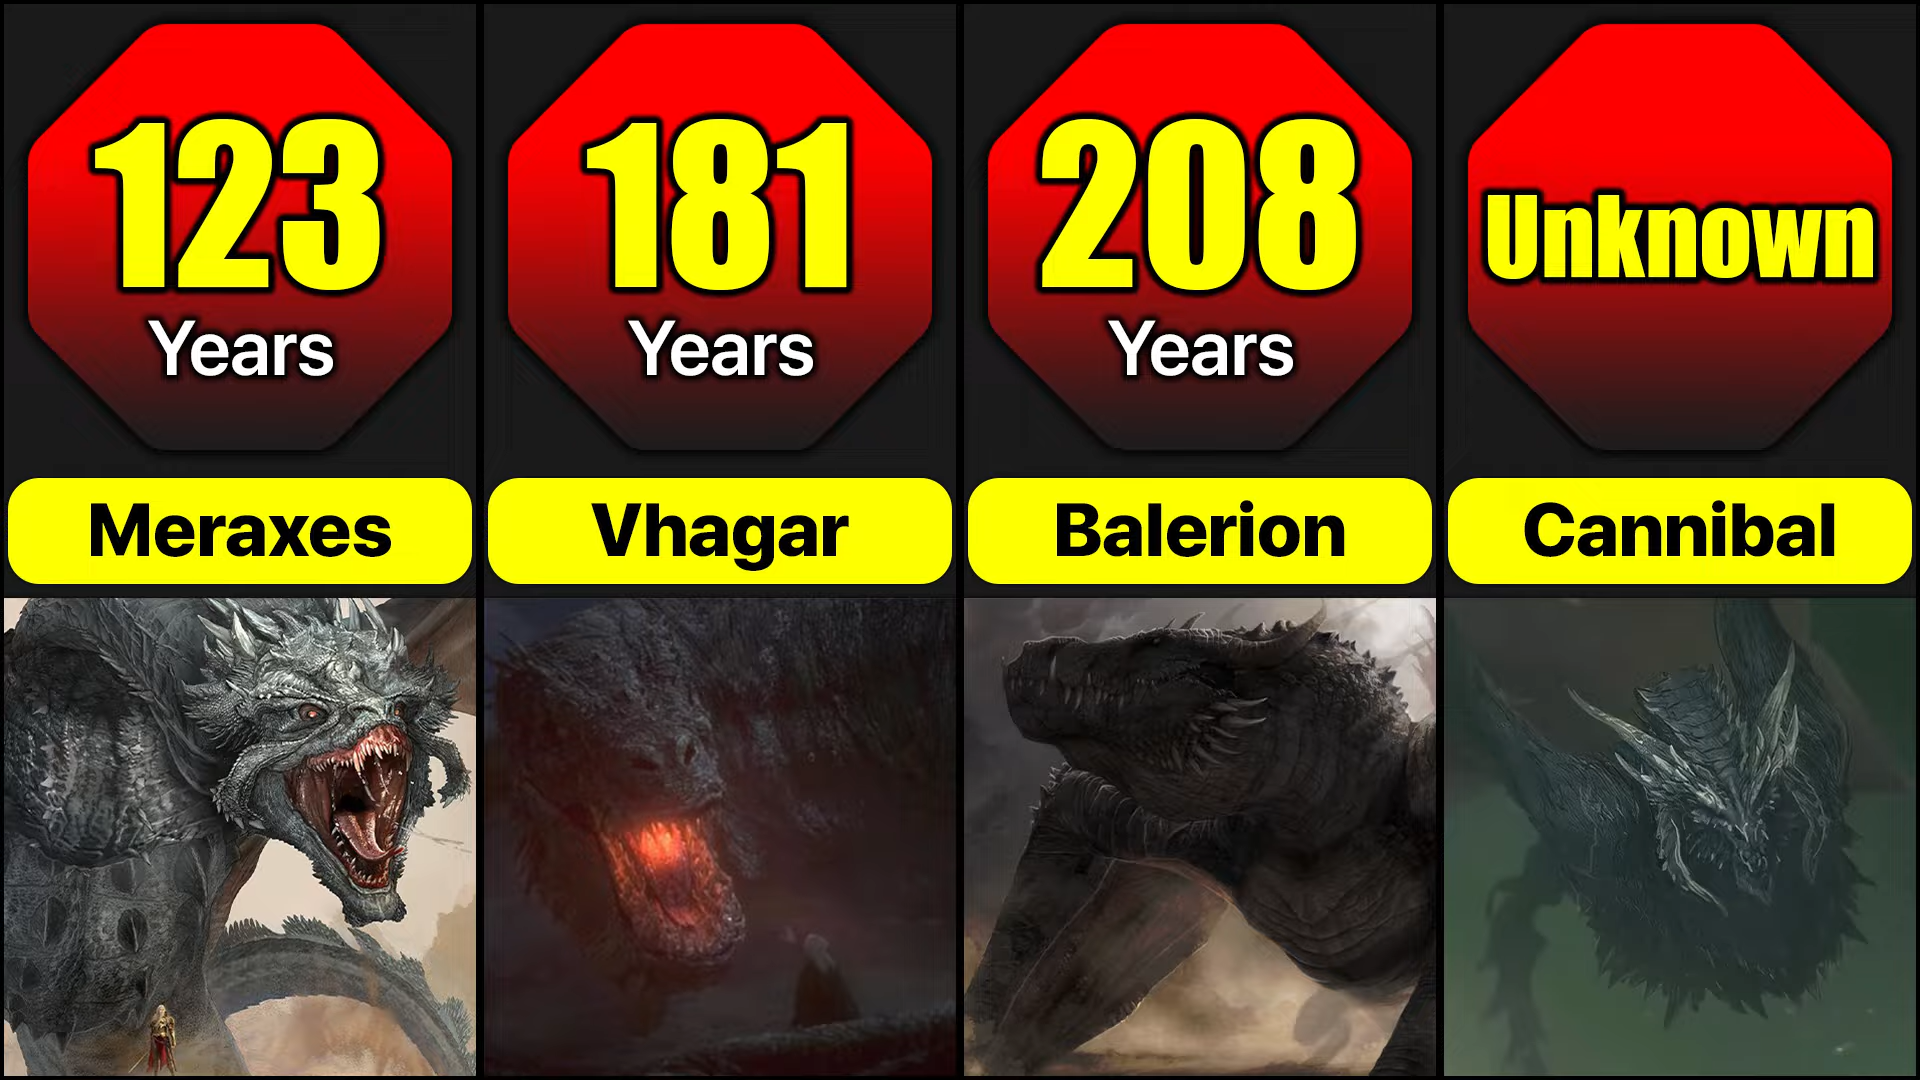 123
Years
Meraxes
181
Years
Vhagar
208
Years
Balerion
Unknown
Cannibal